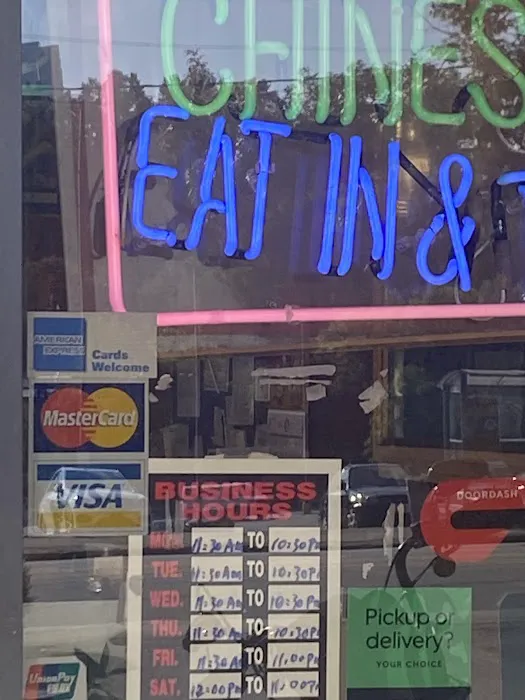 CHINES
EAT IN &
AMERICAN
EXPRESS
Cards
Welcome
MasterCard
VISA
BUSINESS
HOURS
MON. 11:30 Am TO 10:30 Pm
TUE. 11:30 Am TO 10:30 Pm
WED. 11:30 Am TO 10:30 Pm
THU. 11:30 Am TO 10:30 Pm
FRI. 11:30 Am TO 11:00 Pm
SAT. 12:00 Pm TO 11:00 Pm
DOORDASH
Pickup or
delivery?
YOUR CHOICE
UnionPay
银联